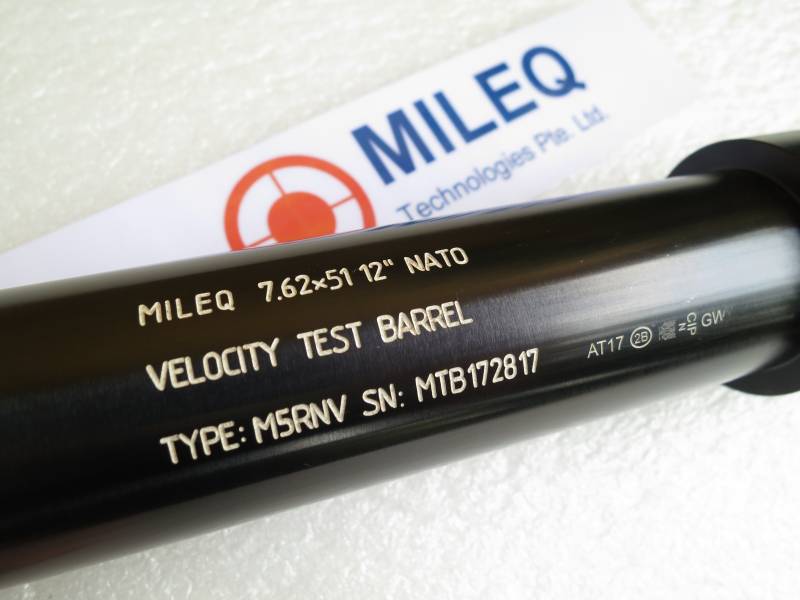 MILEQ
Technologies Pte. Ltd.
MILEQ 7.62×51 12" NATO
VELOCITY TEST BARREL
TYPE: M5RNV SN: MTB172817
AT17 2B CIP N GW